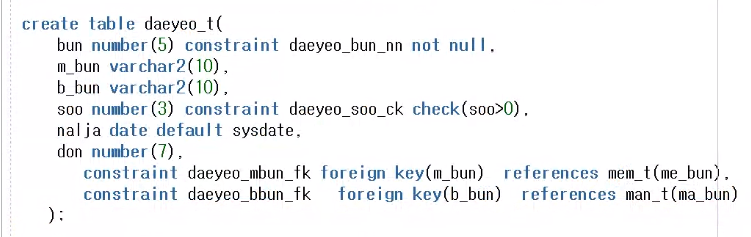 create table daeyeo_t(
bun number(5) constraint daeyeo_bun_nn not null,
m_bun varchar2(10),
b_bun varchar2(10),
soo number(3) constraint daeyeo_soo_ck check(soo>0),
nalja date default sysdate,
don number(7),
constraint daeyeo_mbun_fk foreign key(m_bun) references mem_t(me_bun),
constraint daeyeo_bbun_fk foreign key(b_bun) references man_t(ma_bun)
);